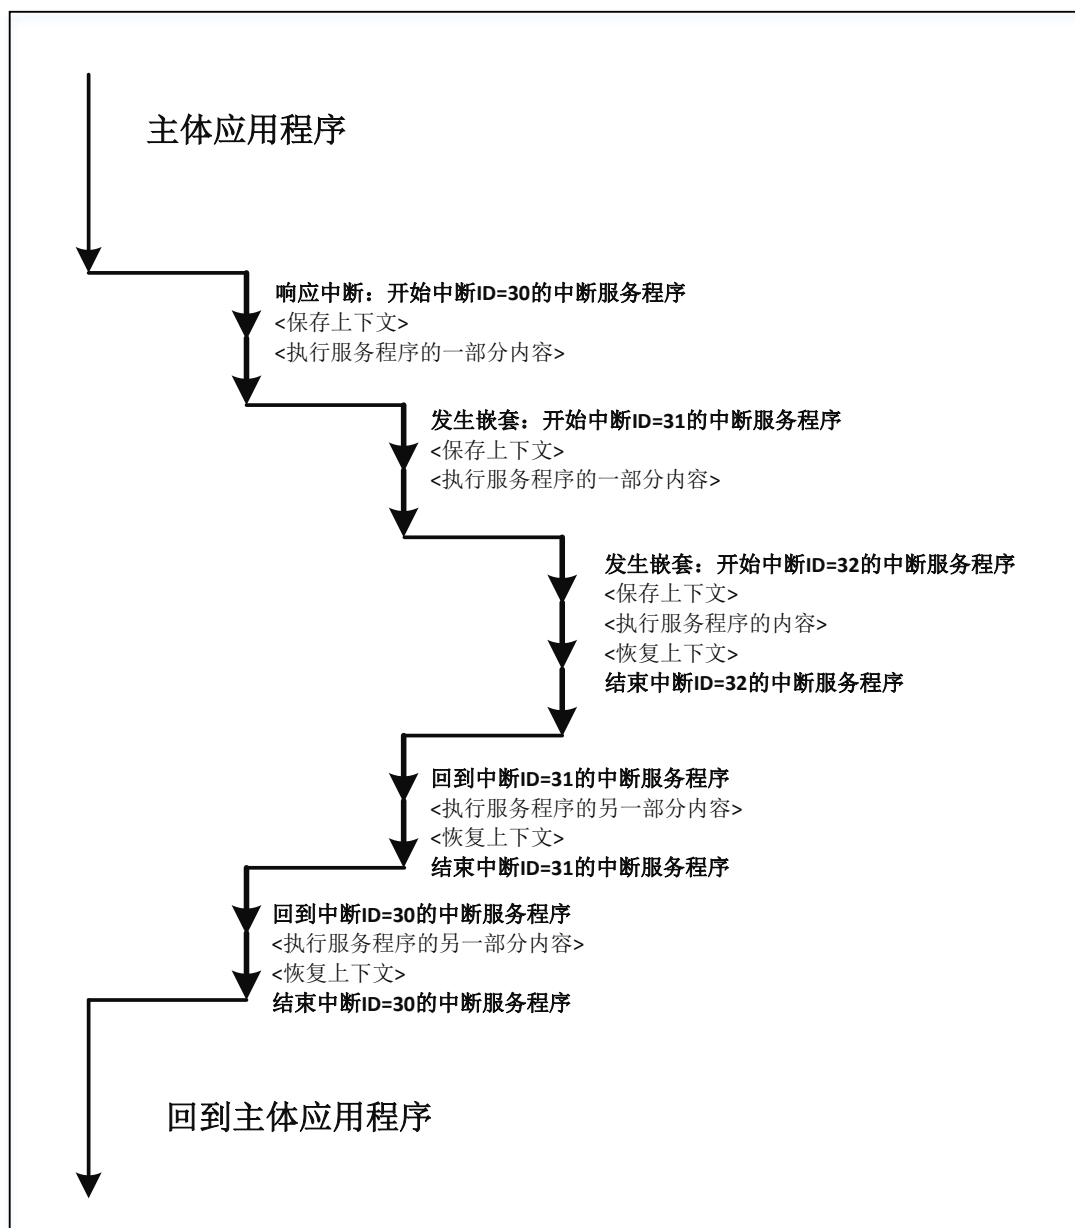 主体应用程序
响应中断：开始中断ID=30的中断服务程序
<保存上下文>
<执行服务程序的一部分内容>
发生嵌套：开始中断ID=31的中断服务程序
<保存上下文>
<执行服务程序的一部分内容>
发生嵌套：开始中断ID=32的中断服务程序
<保存上下文>
<执行服务程序的内容>
<恢复上下文>
结束中断ID=32的中断服务程序
回到中断ID=31的中断服务程序
<执行服务程序的另一部分内容>
<恢复上下文>
结束中断ID=31的中断服务程序
回到中断ID=30的中断服务程序
<执行服务程序的另一部分内容>
<恢复上下文>
结束中断ID=30的中断服务程序
回到主体应用程序